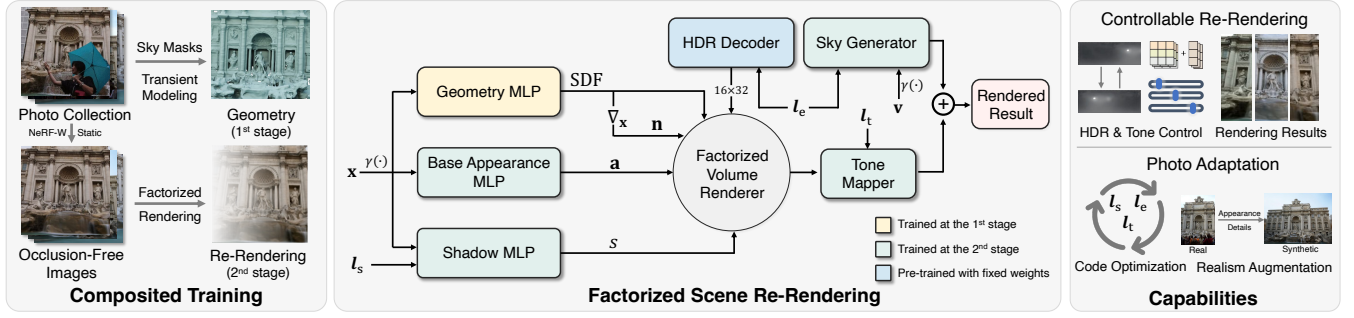 Photo Collection
Sky Masks
Transient
Modeling
Geometry
(1st stage)
NeRF-W Static
Occlusion-Free
Images
Factorized
Rendering
Re-Rendering
(2nd stage)
Composited Training
x
γ(·)
Geometry MLP
SDF
∇x
n
Base Appearance
MLP
a
ls
Shadow MLP
s
HDR Decoder
16×32
le
Sky Generator
γ(·)
v
Factorized
Volume
Renderer
lt
Tone
Mapper
+
Rendered
Result
Trained at the 1st stage
Trained at the 2nd stage
Pre-trained with fixed weights
Factorized Scene Re-Rendering
Controllable Re-Rendering
+
HDR & Tone Control
Rendering Results
Photo Adaptation
ls le
lt
Code Optimization
Appearance
Details
Real
Synthetic
Realism Augmentation
Capabilities